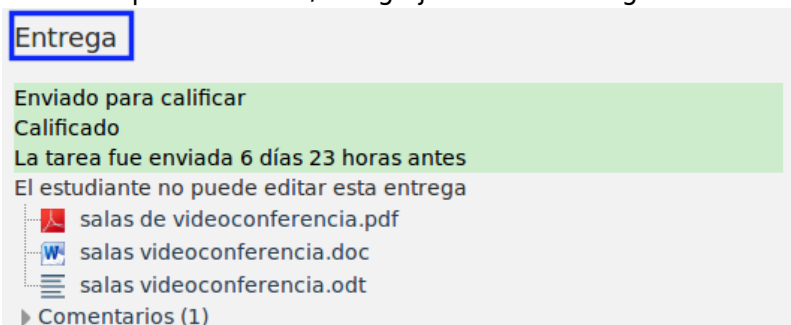 Entrega
Enviado para calificar
Calificado
La tarea fue enviada 6 días 23 horas antes
El estudiante no puede editar esta entrega
salas de videoconferencia.pdf
salas videoconferencia.doc
salas videoconferencia.odt
Comentarios (1)